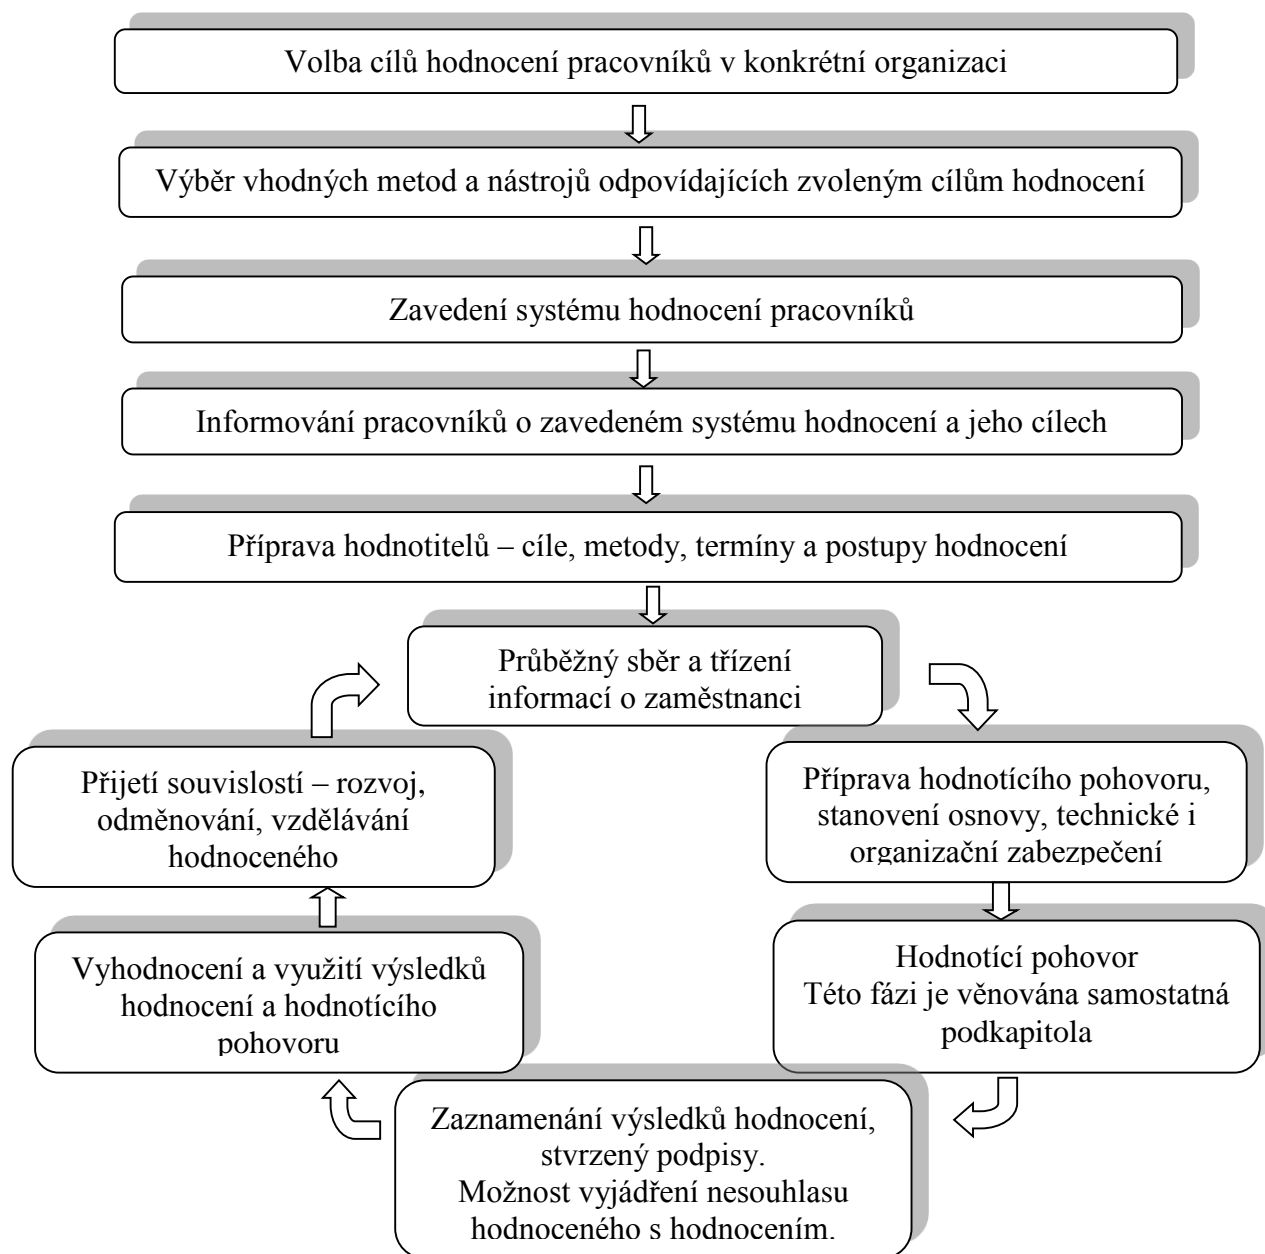 Volba cílů hodnocení pracovníků v konkrétní organizaci
Výběr vhodných metod a nástrojů odpovídajících zvoleným cílům hodnocení
Zavedení systému hodnocení pracovníků
Informování pracovníků o zavedeném systému hodnocení a jeho cílech
Příprava hodnotitelů – cíle, metody, termíny a postupy hodnocení
Průběžný sběr a třízení
informací o zaměstnanci
Příprava hodnotícího pohovoru,
stanovení osnovy, technické i
organizační zabezpečení
Hodnotící pohovor
Této fázi je věnována samostatná
podkapitola
Zaznamenání výsledků hodnocení,
stvrzený podpisy.
Možnost vyjádření nesouhlasu
hodnoceného s hodnocením.
Vyhodnocení a využití výsledků
hodnocení a hodnotícího
pohovoru
Přijetí souvislostí – rozvoj,
odměnování, vzdělávání
hodnoceného